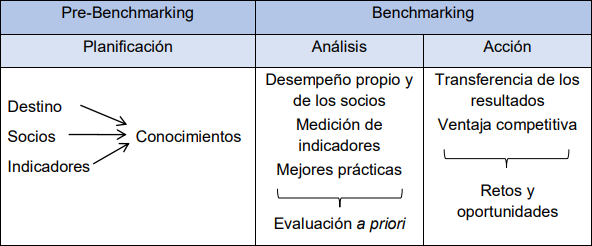 Pre-Benchmarking
Benchmarking
Planificación
Análisis
Acción
Destino
Socios
Indicadores
Conocimientos
Desempeño propio y
de los socios
Medición de
indicadores
Mejores prácticas
Evaluación a priori
Transferencia de los
resultados
Ventaja competitiva
Retos y
oportunidades